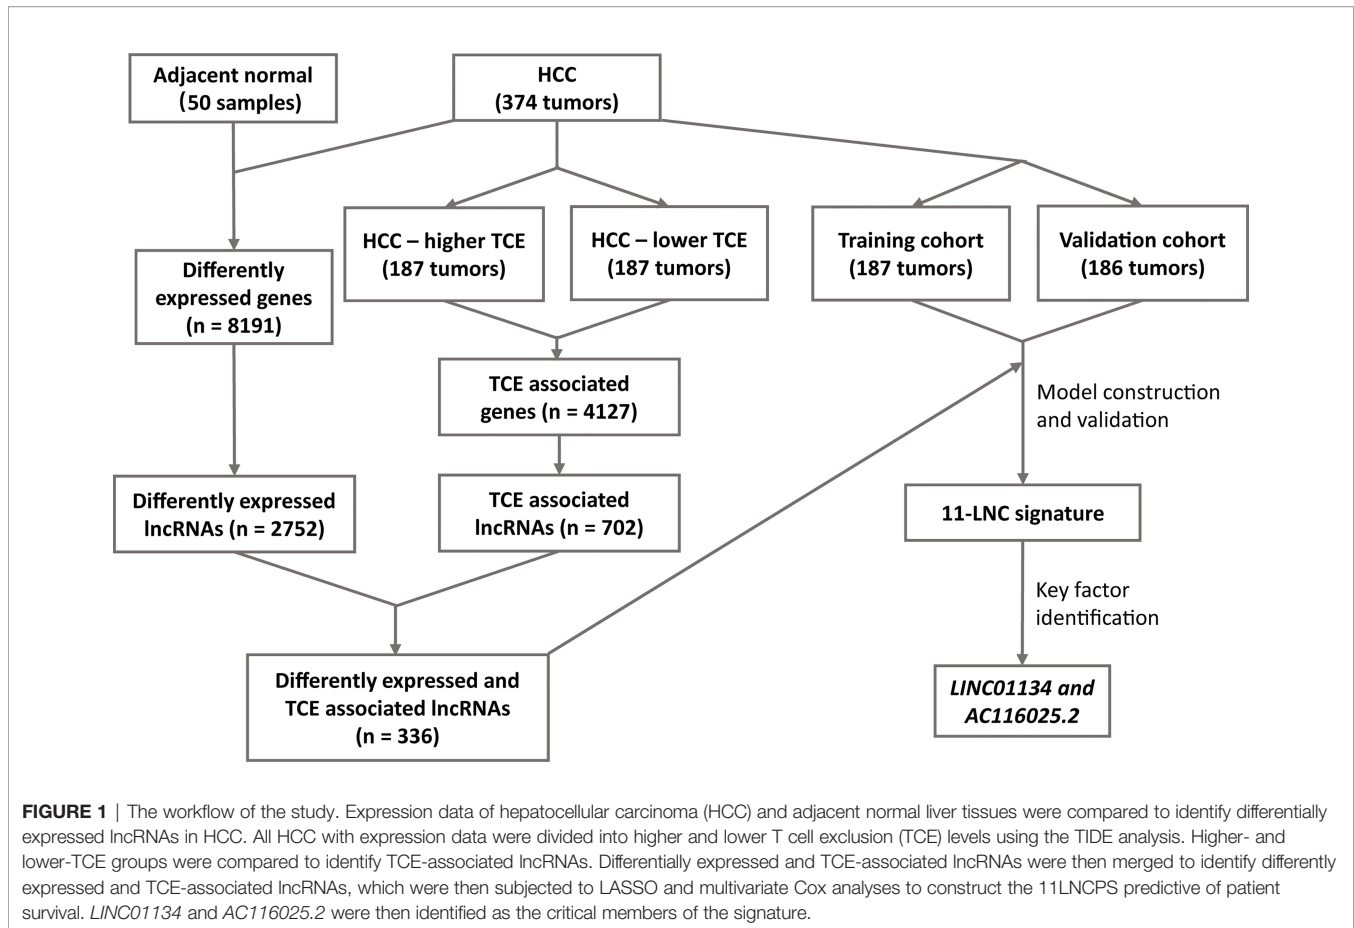 Adjacent normal
(50 samples)
HCC
(374 tumors)
HCC – higher TCE
(187 tumors)
HCC – lower TCE
(187 tumors)
Training cohort
(187 tumors)
Validation cohort
(186 tumors)
Differently
expressed genes
(n = 8191)
TCE associated
genes (n = 4127)
Model construction
and validation
Differently expressed
lncRNAs (n = 2752)
TCE associated
lncRNAs (n = 702)
11-LNC signature
Key factor
identification
Differently expressed and
TCE associated lncRNAs
(n = 336)
LINC01134 and
AC116025.2
FIGURE 1 | The workflow of the study. Expression data of hepatocellular carcinoma (HCC) and adjacent normal liver tissues were compared to identify differentially
expressed lncRNAs in HCC. All HCC with expression data were divided into higher and lower T cell exclusion (TCE) levels using the TIDE analysis. Higher- and
lower-TCE groups were compared to identify TCE-associated lncRNAs. Differentially expressed and TCE-associated lncRNAs were then merged to identify differently
expressed and TCE-associated lncRNAs, which were then subjected to LASSO and multivariate Cox analyses to construct the 11LNCPS predictive of patient
survival. LINC01134 and AC116025.2 were then identified as the critical members of the signature.